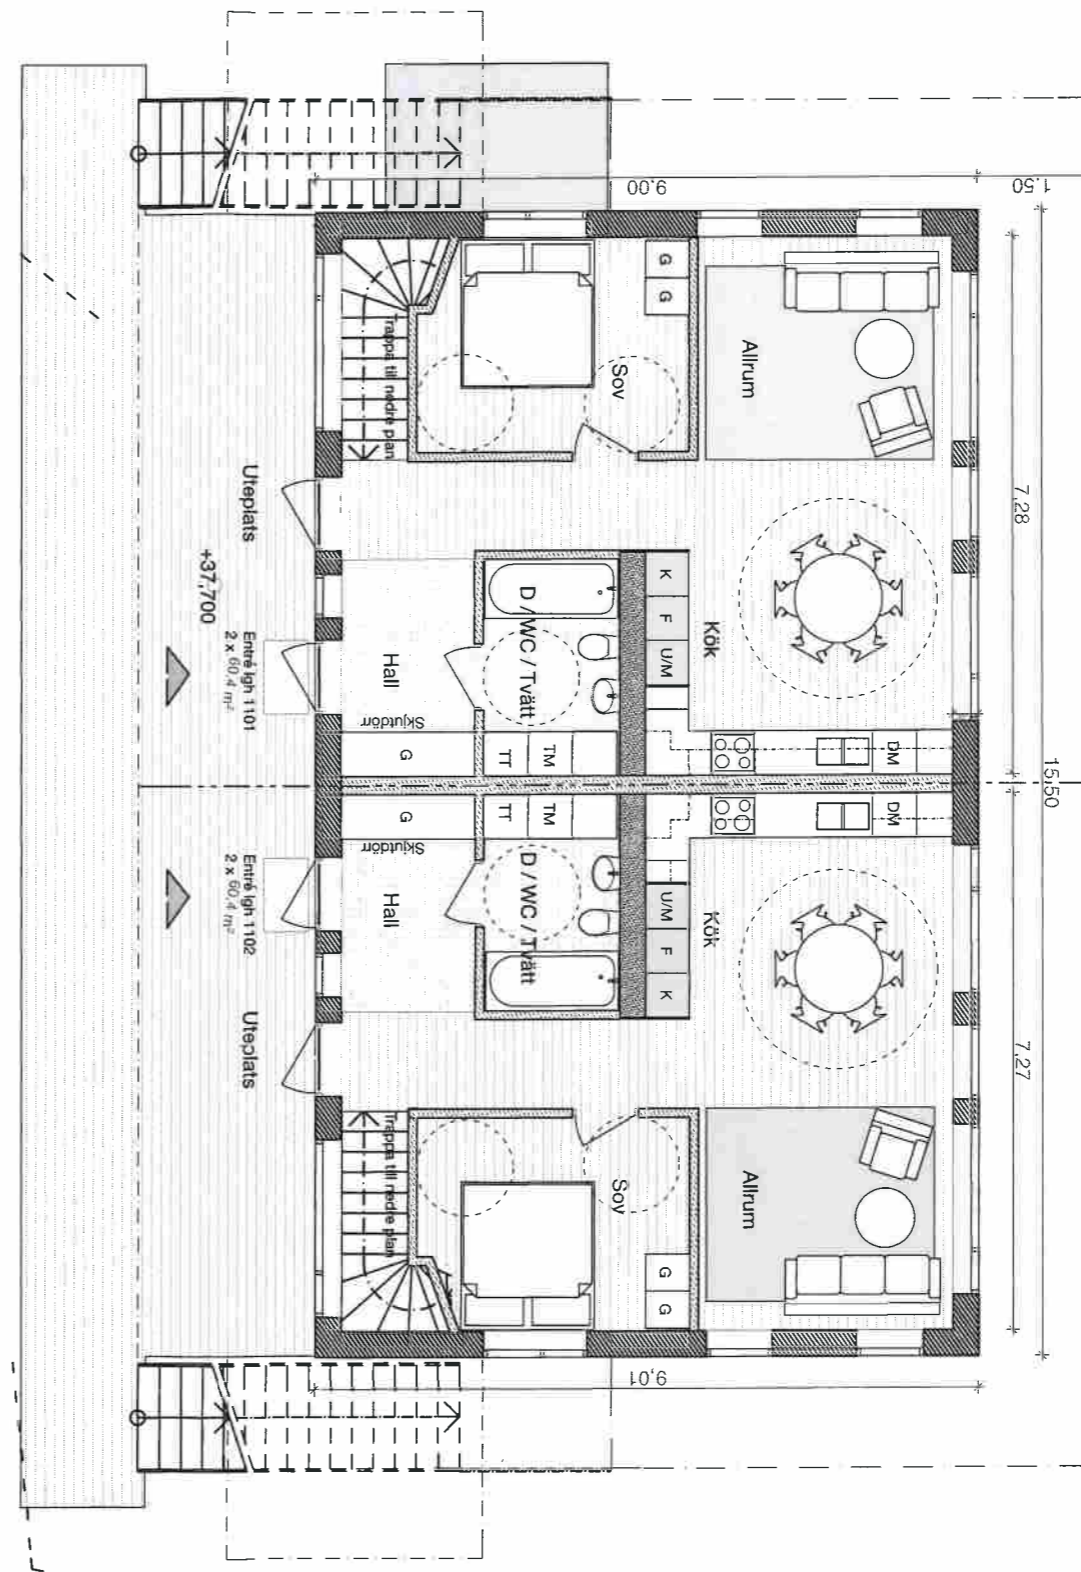 9,00
1,50
7,28
15,50
7,27
9,01
Trappa til nedre plan
Sov
G
G
Allrum
Uteplats
+37,700
Entré lgh 1101
2 x 60,4 m²
Hall
Skjutdörr
G
D / WC / Tvätt
TT
TM
K
F
U/M
Kök
DM
Entré lgh 1102
2 x 60,4 m²
Hall
Skjutdörr
G
D / WC / Tvätt
TT
TM
U/M
F
K
Kök
DM
Uteplats
Trappa till nedre plan
Sov
G
G
Allrum